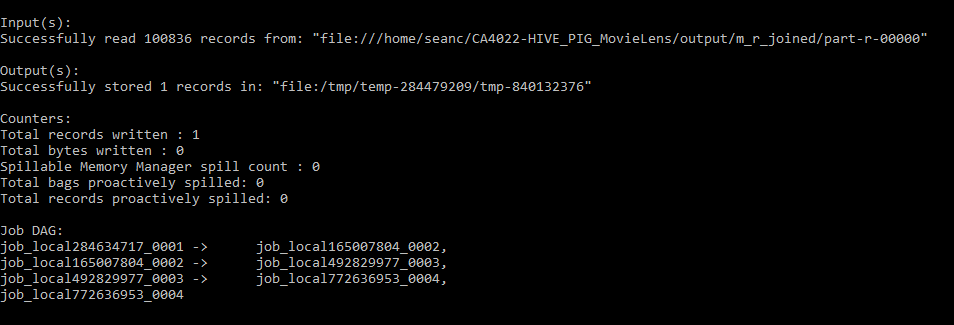 Input(s):
Successfully read 100836 records from: "file:///home/seanc/CA4022-HIVE_PIG_MovieLens/output/m_r_joined/part-r-00000"
Output(s):
Successfully stored 1 records in: "file:/tmp/temp-284479209/tmp-840132376"
Counters:
Total records written : 1
Total bytes written : 0
Spillable Memory Manager spill count : 0
Total bags proactively spilled: 0
Total records proactively spilled: 0
Job DAG:
job_local284634717_0001 ->      job_local165007804_0002,
job_local165007804_0002 ->      job_local492829977_0003,
job_local492829977_0003 ->      job_local772636953_0004,
job_local772636953_0004